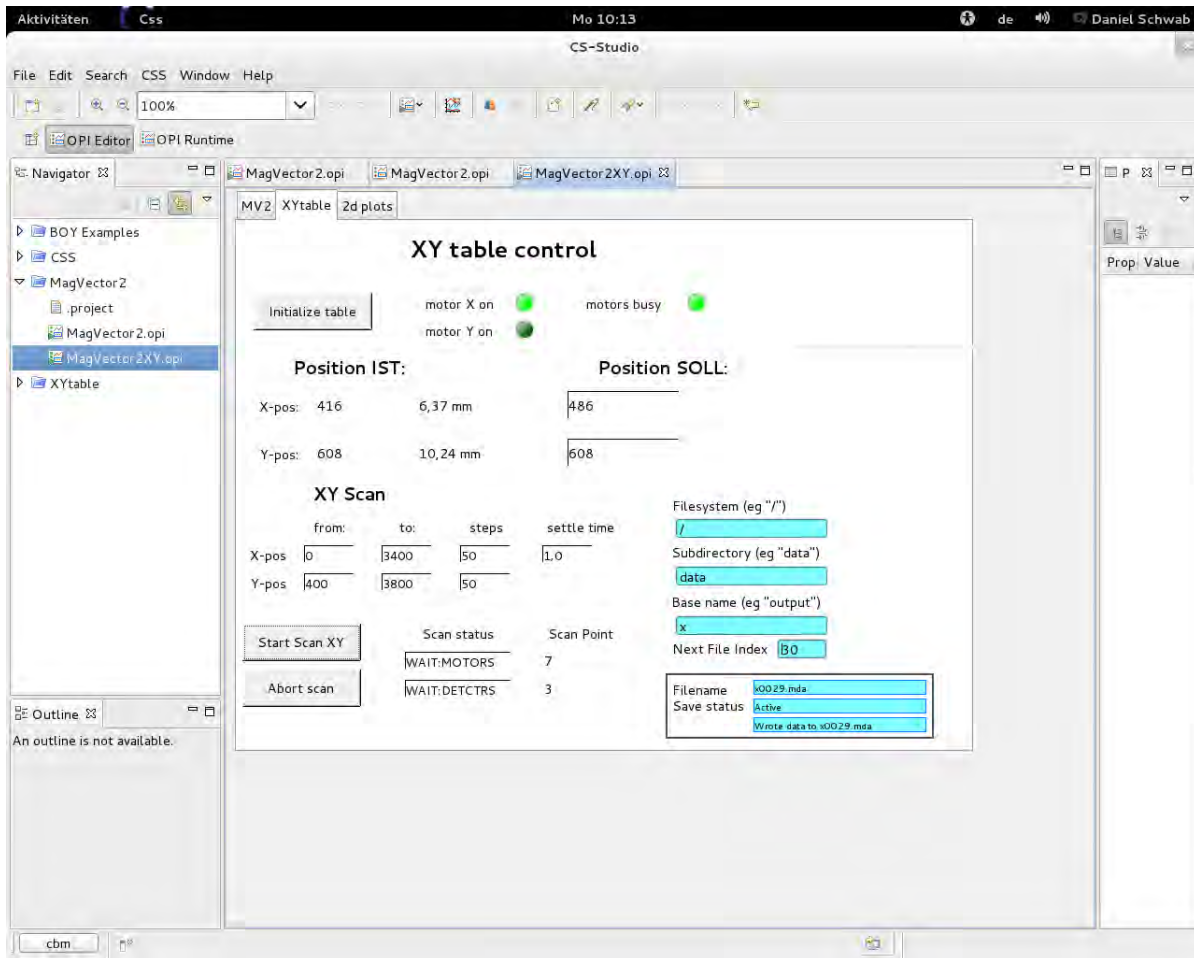 Aktivitäten Css Mo 10:13 de Daniel Schwab
CS-Studio
File Edit Search CSS Window Help
100%
OPI Editor OPI Runtime
Navigator MagVector2.opi MagVector2.opi MagVector2XY.opi P
MV2 XYtable 2d plots
BOY Examples
CSS
MagVector2
.project
MagVector2.opi
MagVector2XY.opi
XYtable
Prop Value
XY table control
Initialize table motor X on motors busy
motor Y on
Position IST: Position SOLL:
X-pos: 416 6,37 mm 486
Y-pos: 608 10,24 mm 608
XY Scan
from: to: steps settle time
X-pos 0 3400 50 1,0
Y-pos 400 3800 50
Filesystem (eg "/")
/
Subdirectory (eg "data")
data
Base name (eg "output")
x
Next File Index 30
Start Scan XY Scan status Scan Point
WAIT:MOTORS 7
Abort scan WAIT:DETCTRS 3
Filename x0029.mda
Save status Active
Wrote data to x0029.mda
Outline
An outline is not available.
cbm